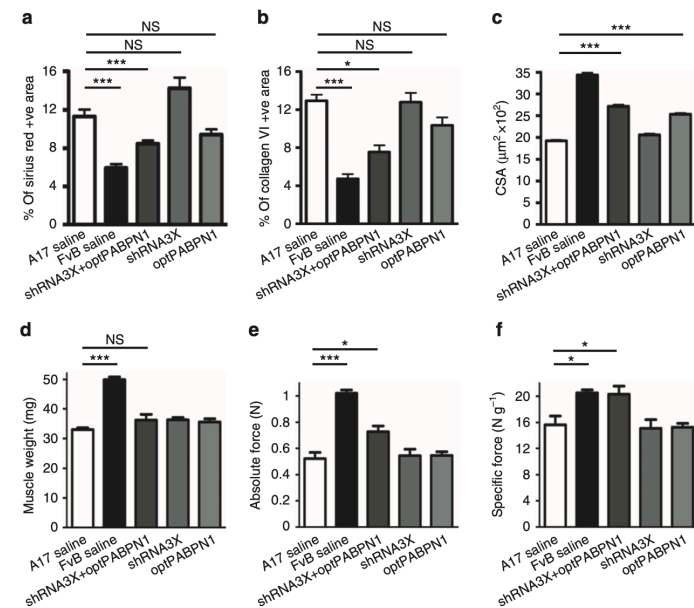 a
NS
NS
***
***
% Of sirius red +ve area
16
12
8
4
0
A17 saline
FvB saline
shRNA3X+optPABPN1
shRNA3X
optPABPN1
b
NS
NS
*
***
% Of collagen VI +ve area
16
12
8
4
0
A17 saline
FvB saline
shRNA3X+optPABPN1
shRNA3X
optPABPN1
c
***
***
CSA (μm² ×10²)
35
30
25
20
15
10
5
0
A17 saline
FvB saline
shRNA3X+optPABPN1
shRNA3X
optPABPN1
d
NS
***
Muscle weight (mg)
50
40
30
20
10
0
A17 saline
FvB saline
shRNA3X+optPABPN1
shRNA3X
optPABPN1
e
*
***
Absolute force (N)
1
0.8
0.6
0.4
0.2
0
A17 saline
FvB saline
shRNA3X+optPABPN1
shRNA3X
optPABPN1
f
*
*
Specific force (N g⁻¹)
20
16
12
8
4
0
A17 saline
FvB saline
shRNA3X+optPABPN1
shRNA3X
optPABPN1